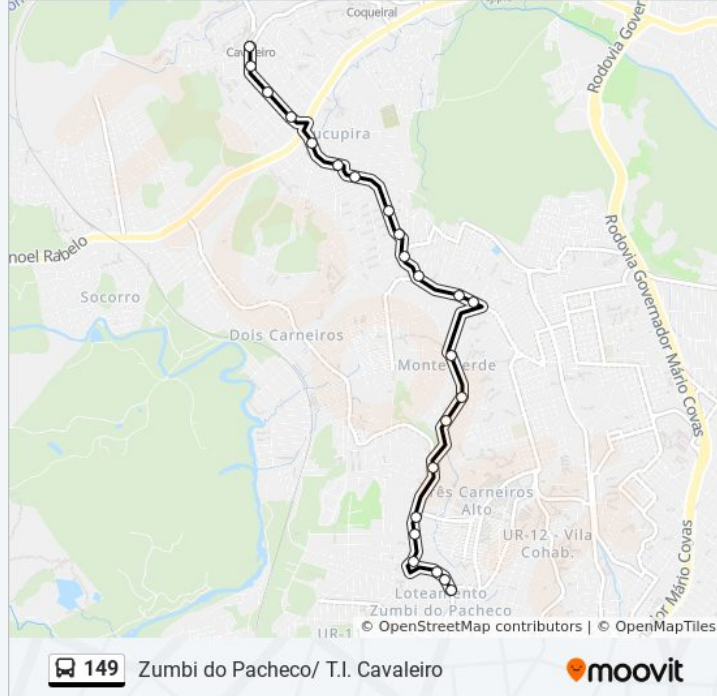 Coqueiral
Cavaleiro
Rodovia Gover
ucupira
noel Rabelo
Rodovia Governador Mário Covas
Socorro
Dois Carneiros
Monte Verde
Três Carneiros
Alto
UR-12 - Vila
Cohab.
dor Mário Covas
Loteamento
Zumbi do Pacheco
UR-1
© OpenStreetMap contributors | © OpenMapTiles
149 Zumbi do Pacheco/ T.I. Cavaleiro
moovit